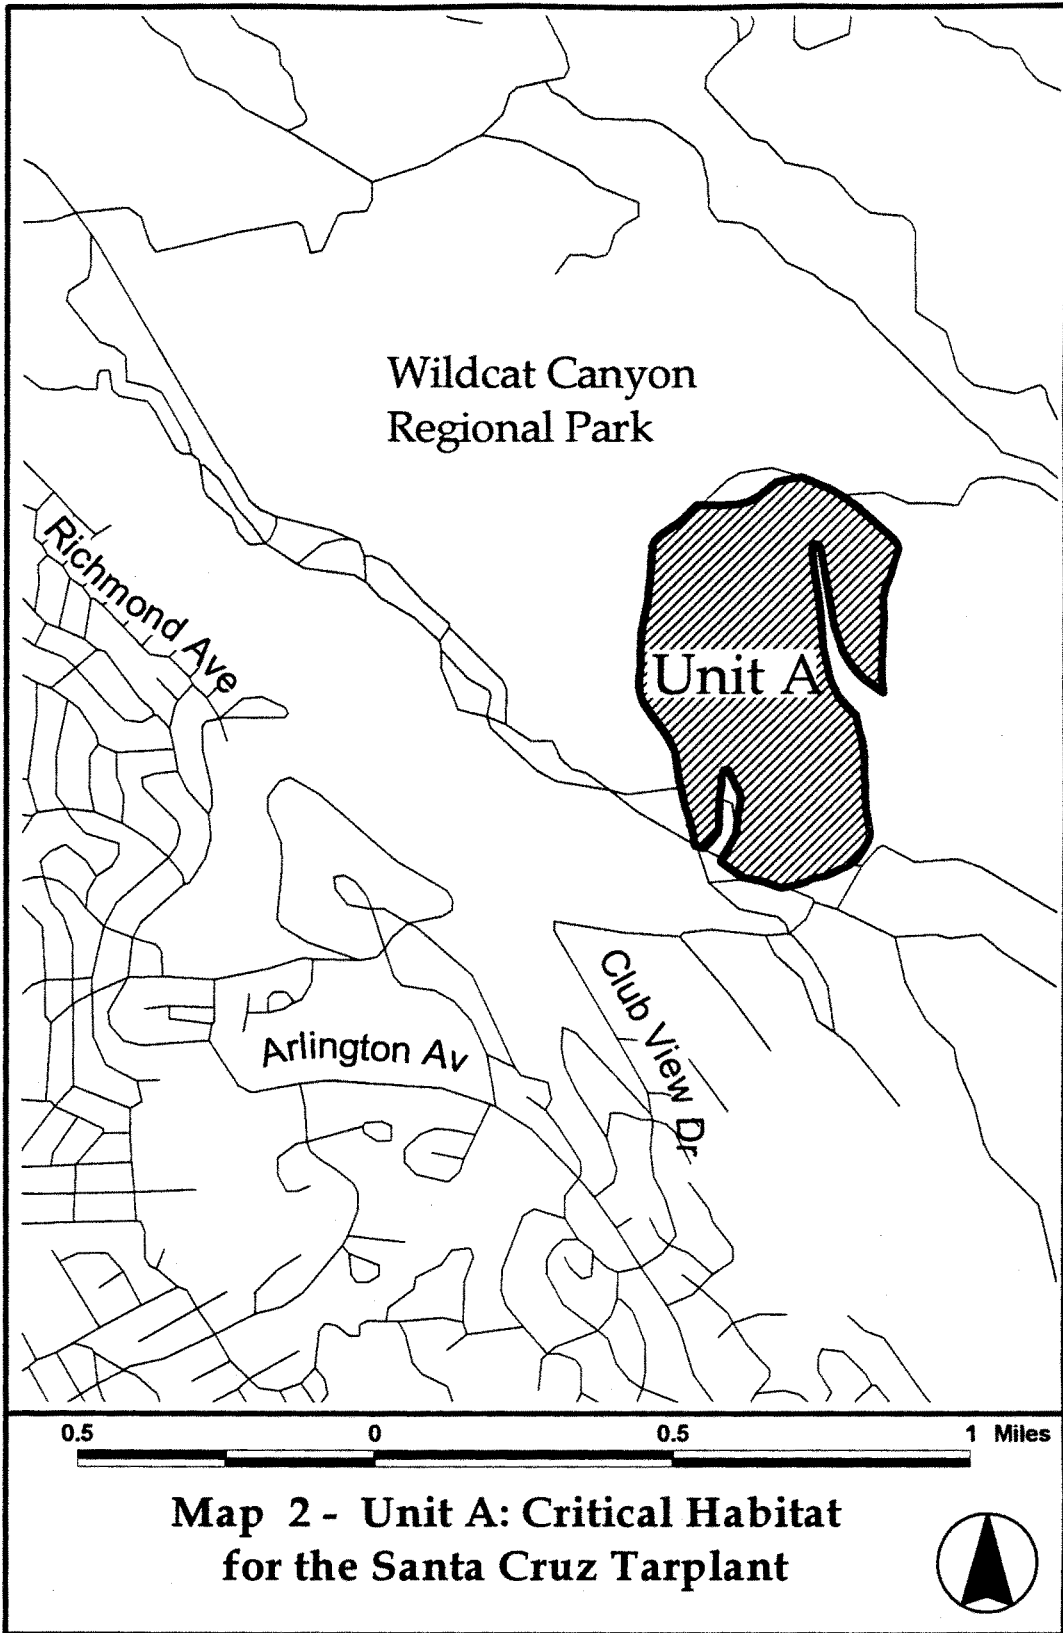 Wildcat Canyon
Regional Park
Richmond Ave
Unit A
Club View Dr
Arlington Av
0.5 0 0.5 1 Miles
Map 2 - Unit A: Critical Habitat
for the Santa Cruz Tarplant